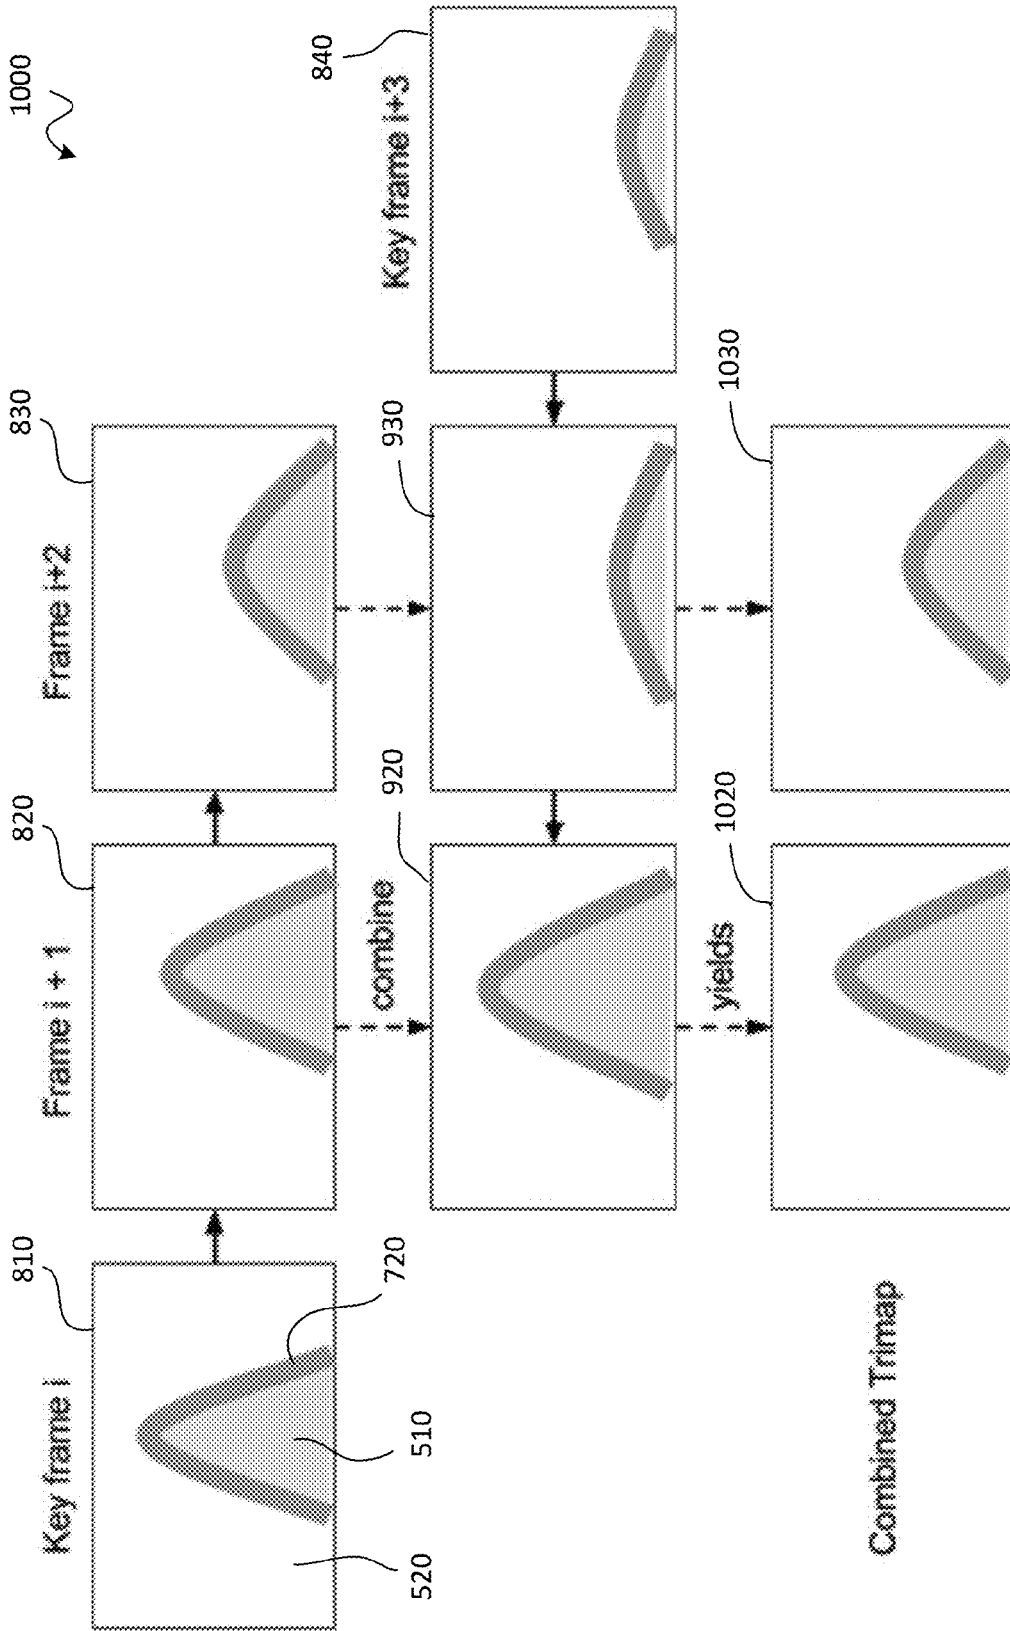 1000
Key frame i
810
Frame i + 1
820
Frame i+2
830
520
510
720
combine
920
930
Key frame i+3
840
yields
1020
1030
Combined Trimap